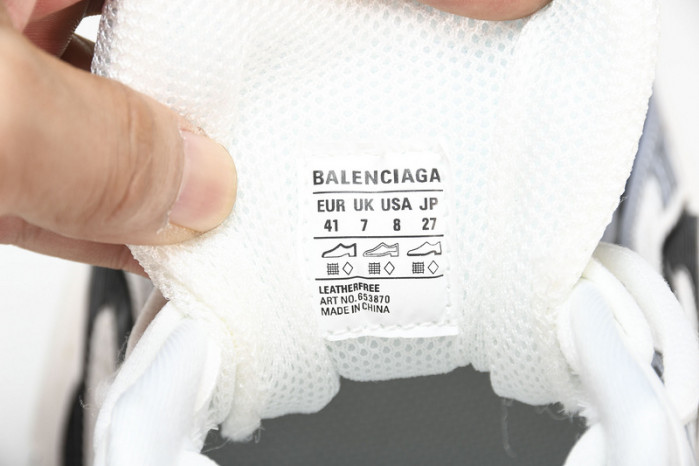 BALENCIAGA
EUR UK USA JP
41 7 8 27
LEATHERFREE
ART NO.653870
MADE IN CHINA